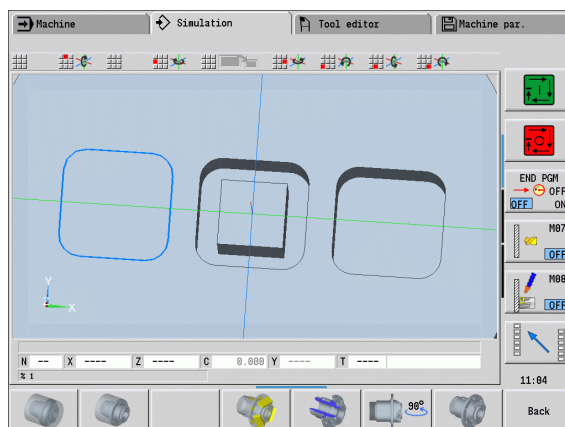 Machine
Simulation
Tool editor
Machine par.
END PGM
OFF
OFF ON
M07
OFF
M08
OFF
Y
X
N -- X ---- Z ---- C 0.000 Y ---- T ----
% 1
11:04
90°
Back